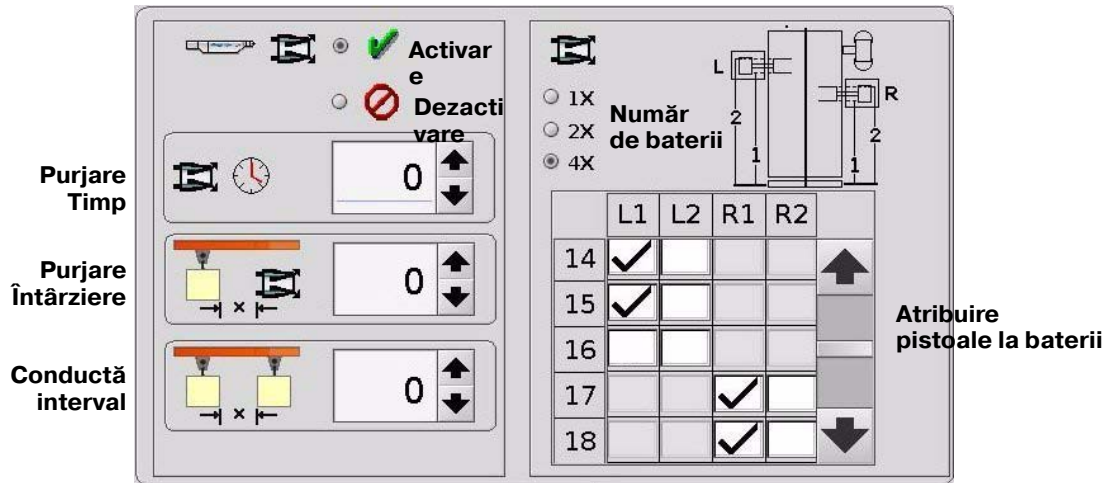 Activar
e
Dezacti
vare
Purjare
Timp
0
Purjare
Întârziere
0
x
Conductă
interval
0
x
L
R
2
1
1
2
1X
2X
4X
Număr
de baterii
L1 L2 R1 R2
14
15
16
17
18
Atribuire
pistoale la baterii